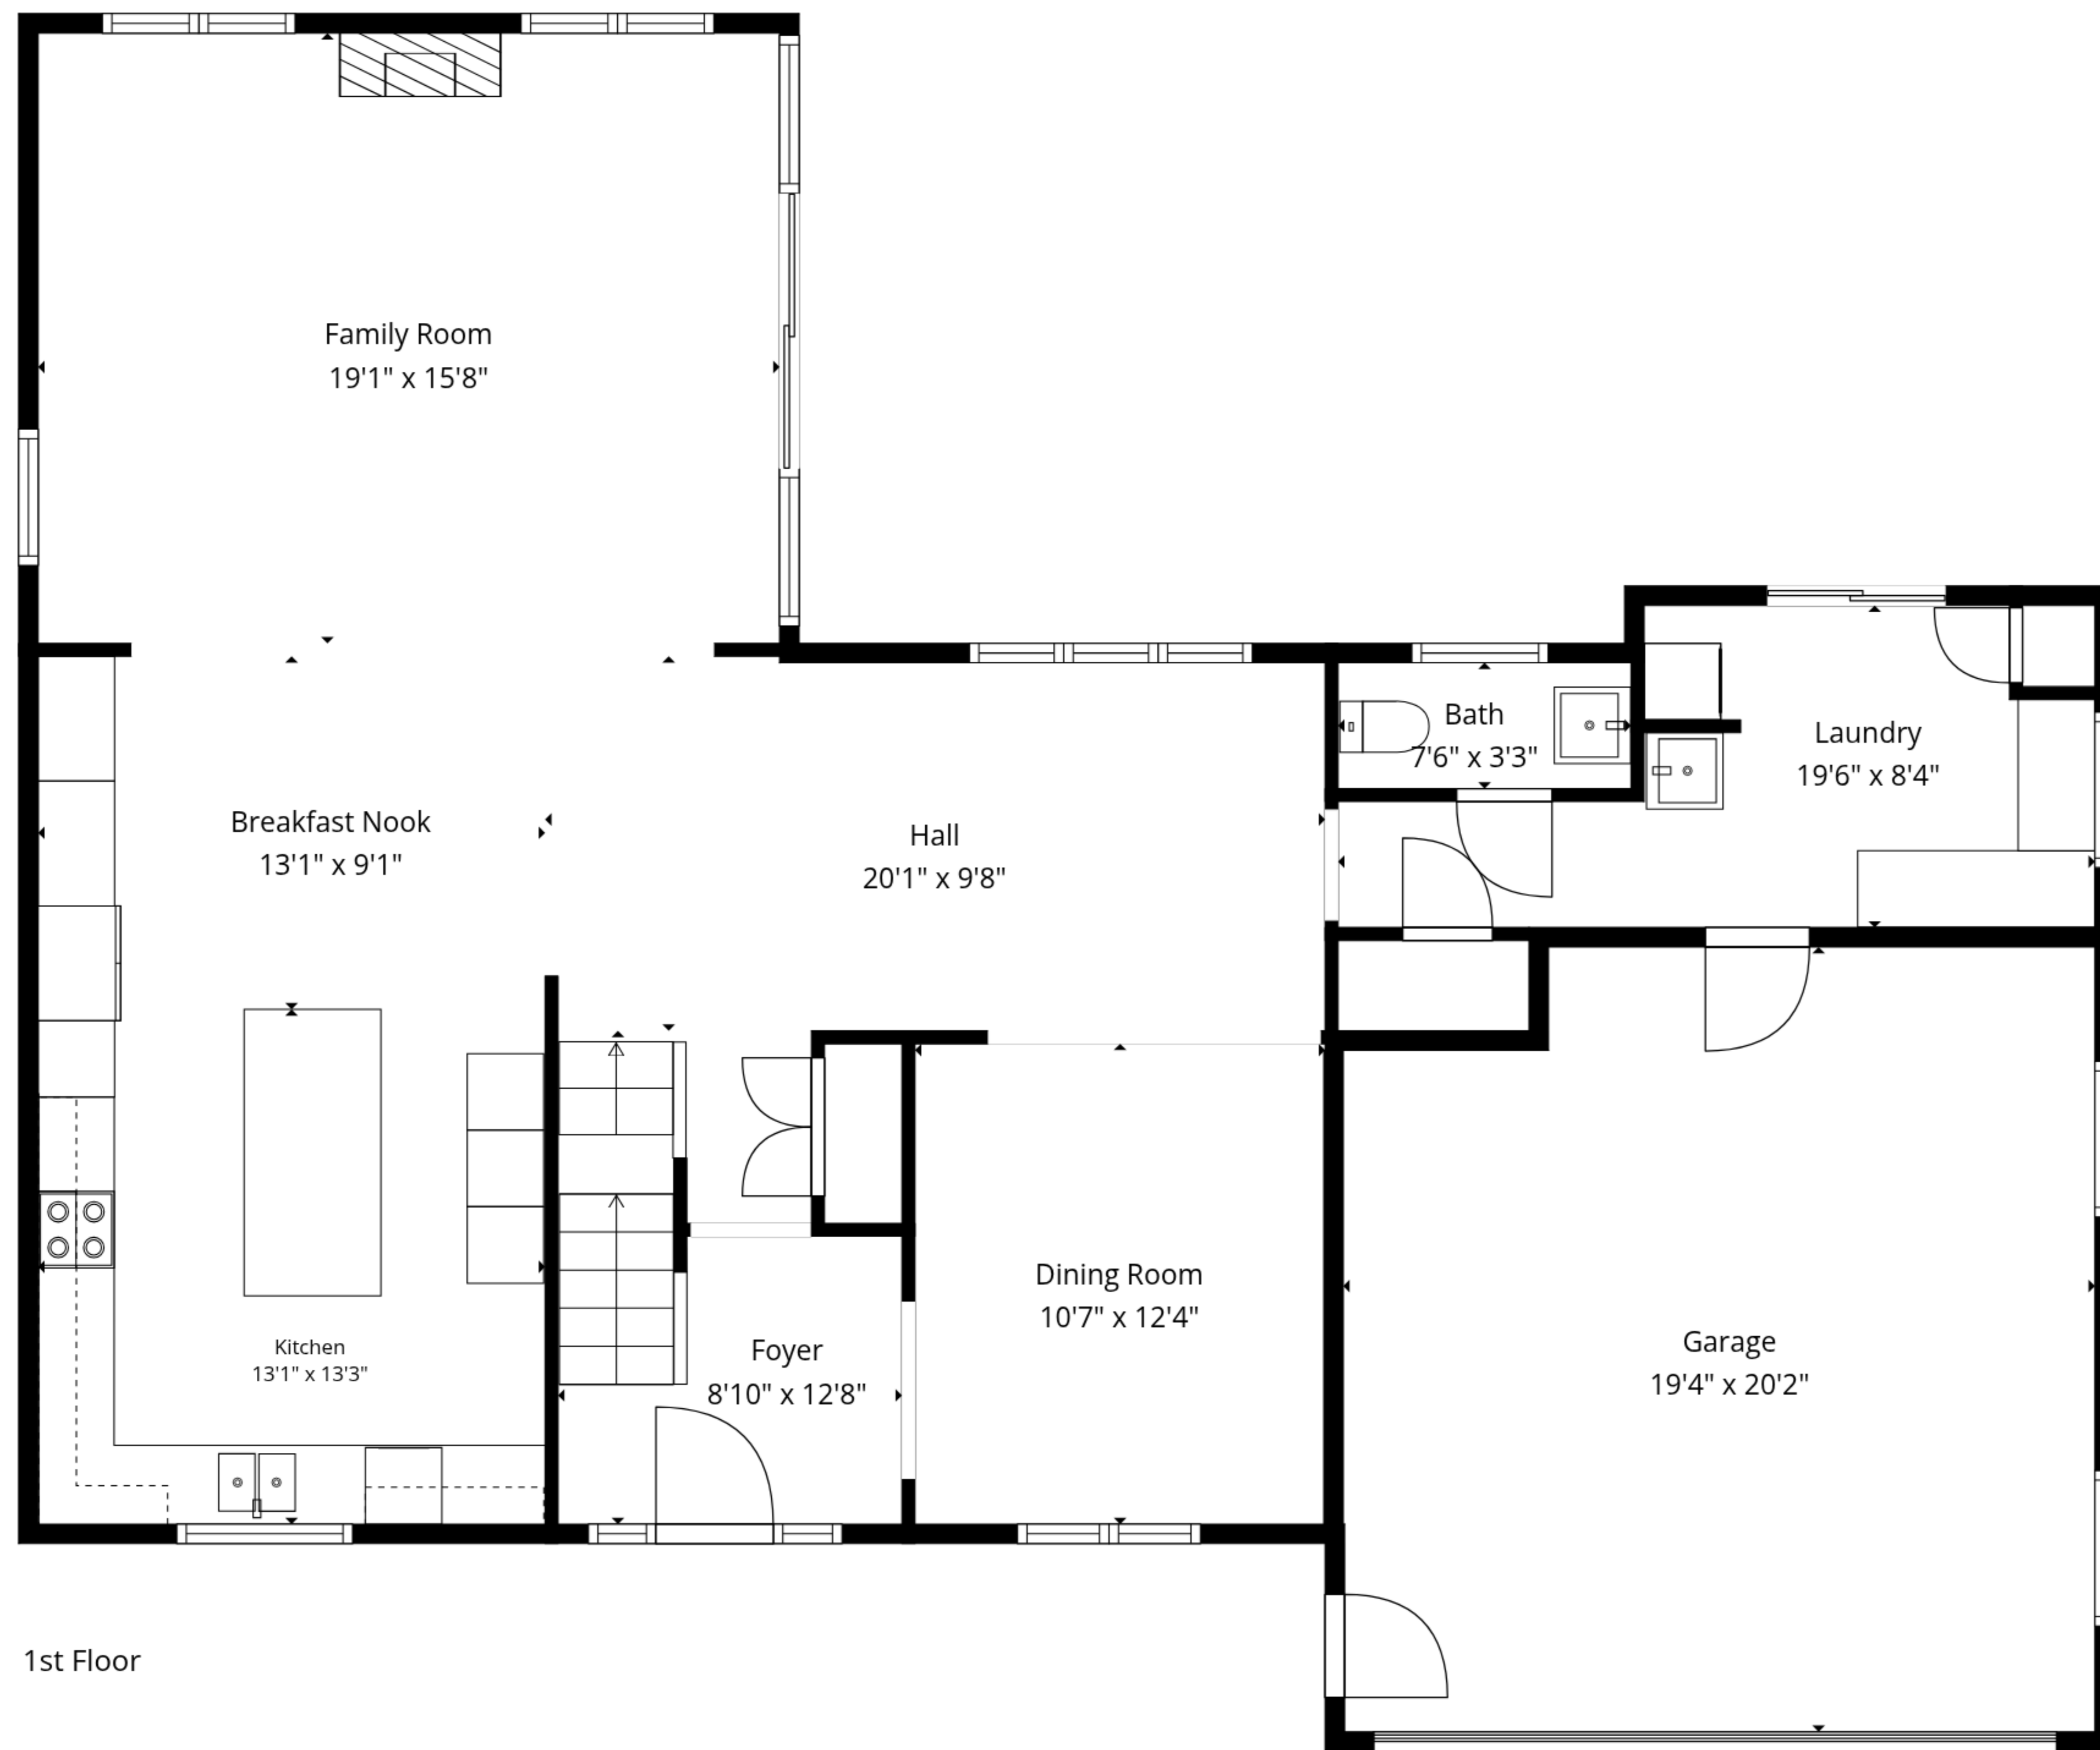 Family Room
19'1" x 15'8"
Bath
7'6" x 3'3"
Laundry
19'6" x 8'4"
Breakfast Nook
13'1" x 9'1"
Hall
20'1" x 9'8"
Dining Room
10'7" x 12'4"
Kitchen
13'1" x 13'3"
Foyer
8'10" x 12'8"
Garage
19'4" x 20'2"
1st Floor